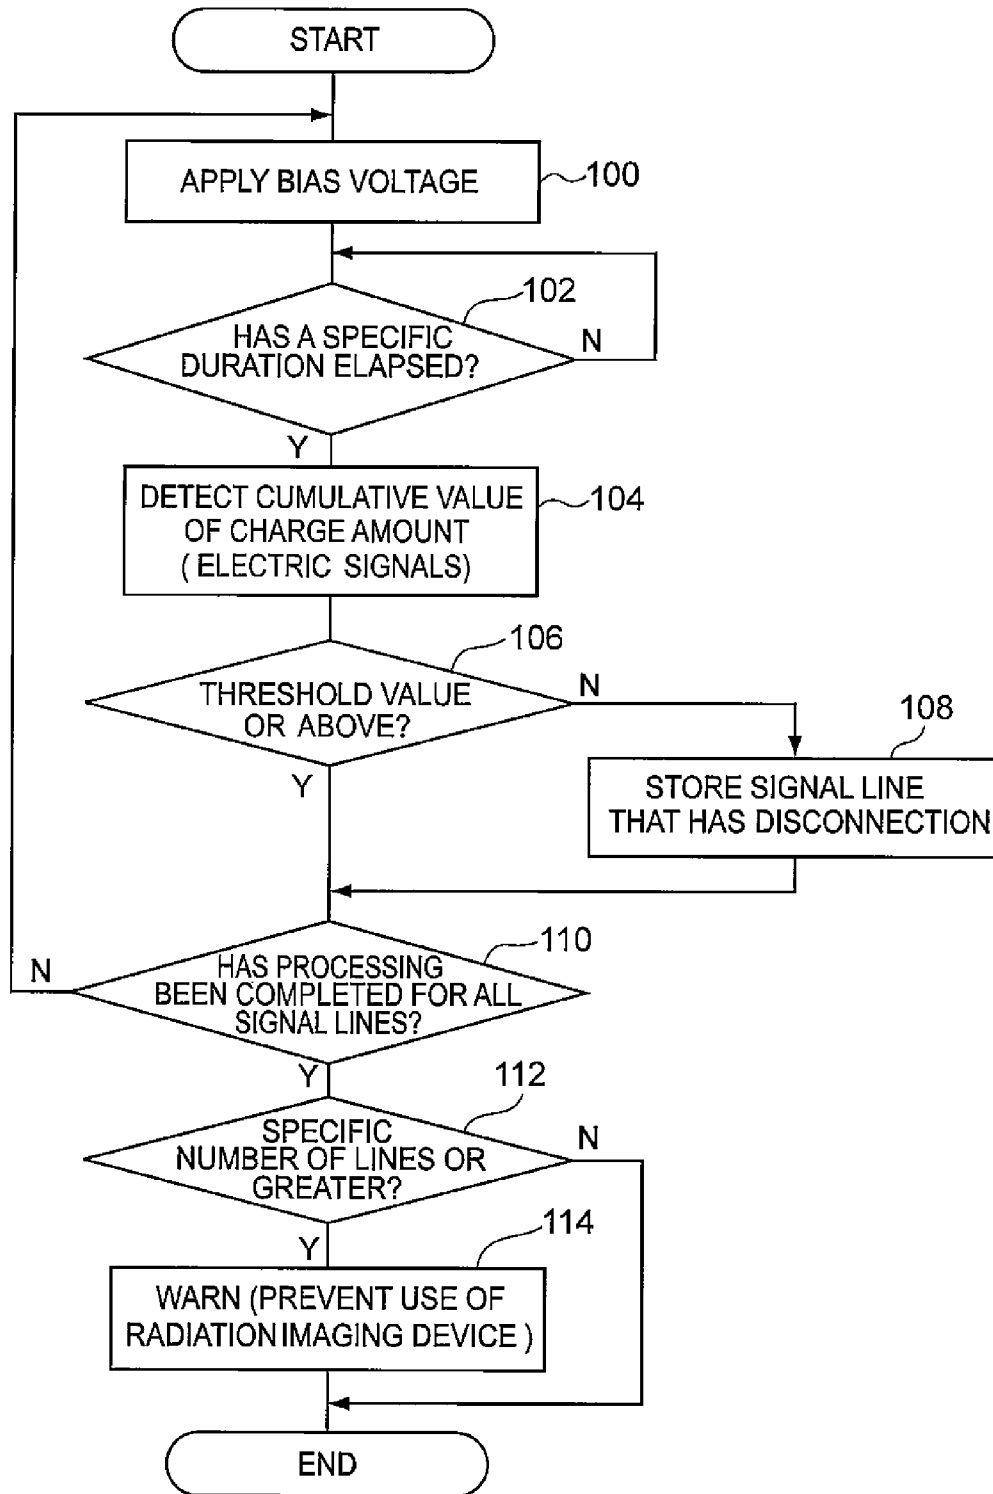 START
APPLY BIAS VOLTAGE
100
102
HAS A SPECIFIC
DURATION ELAPSED?
N
Y
DETECT CUMULATIVE VALUE
OF CHARGE AMOUNT
( ELECTRIC SIGNALS)
104
106
THRESHOLD VALUE
OR ABOVE?
N
Y
108
STORE SIGNAL LINE
THAT HAS DISCONNECTION
110
HAS PROCESSING
BEEN COMPLETED FOR ALL
SIGNAL LINES?
N
Y
112
SPECIFIC
NUMBER OF LINES OR
GREATER?
N
Y
114
WARN (PREVENT USE OF
RADIATION IMAGING DEVICE )
END